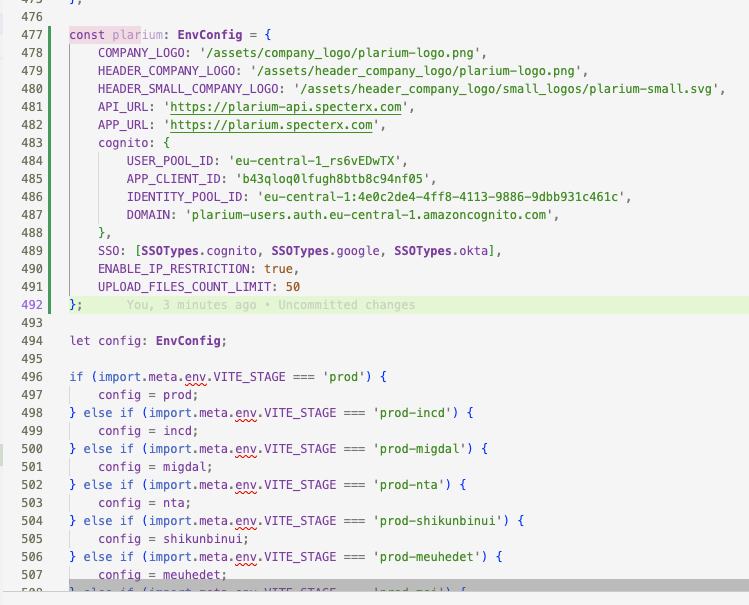 475 };
476
477 const plarium: EnvConfig = {
478 COMPANY_LOGO: '/assets/company_logo/plarium-logo.png',
479 HEADER_COMPANY_LOGO: '/assets/header_company_logo/plarium-logo.png',
480 HEADER_SMALL_COMPANY_LOGO: '/assets/header_company_logo/small_logos/plarium-small.svg',
481 API_URL: 'https://plarium-api.specterx.com',
482 APP_URL: 'https://plarium.specterx.com',
483 cognito: {
484 USER_POOL_ID: 'eu-central-1_rs6vEDwTX',
485 APP_CLIENT_ID: 'b43qloq0lfugh8btb8c94nf05',
486 IDENTITY_POOL_ID: 'eu-central-1:4e0c2de4-4ff8-4113-9886-9dbb931c461c',
487 DOMAIN: 'plarium-users.auth.eu-central-1.amazoncognito.com',
488 },
489 SSO: [SSOTypes.cognito, SSOTypes.google, SSOTypes.okta],
490 ENABLE_IP_RESTRICTION: true,
491 UPLOAD_FILES_COUNT_LIMIT: 50
492 }; You, 3 minutes ago • Uncommitted changes
493
494 let config: EnvConfig;
495
496 if (import.meta.env.VITE_STAGE === 'prod') {
497 config = prod;
498 } else if (import.meta.env.VITE_STAGE === 'prod-incd') {
499 config = incd;
500 } else if (import.meta.env.VITE_STAGE === 'prod-migdal') {
501 config = migdal;
502 } else if (import.meta.env.VITE_STAGE === 'prod-nta') {
503 config = nta;
504 } else if (import.meta.env.VITE_STAGE === 'prod-shikunbinui') {
505 config = shikunbinui;
506 } else if (import.meta.env.VITE_STAGE === 'prod-meuhedet') {
507 config = meuhedet;